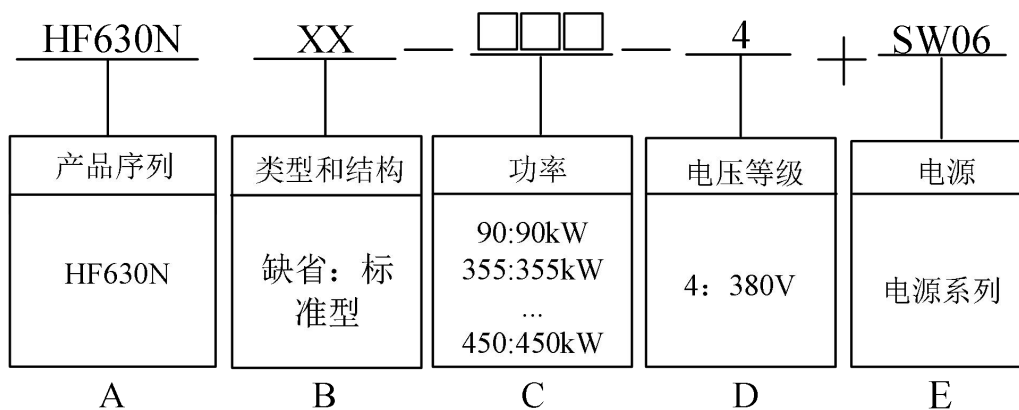 HF630N XX — □□□ — 4 + SW06
产品序列
类型和结构
功率
电压等级
电源
HF630N
缺省：标
准型
90:90kW
355:355kW
...
450:450kW
4：380V
电源系列
A B C D E